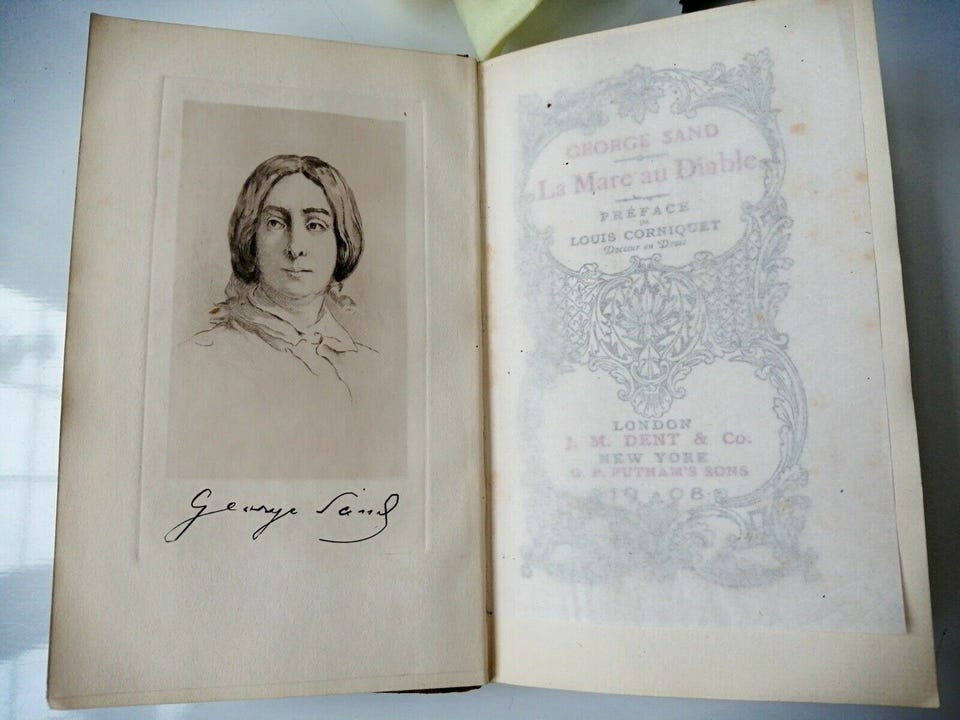 George Sand
GEORGE SAND
La Mare au Diable
PRÉFACE
DE
LOUIS CORNIQUET
Docteur en Droit
LONDON
J. M. DENT & Co.
NEW YORK
G. P. PUTNAM'S SONS
1908